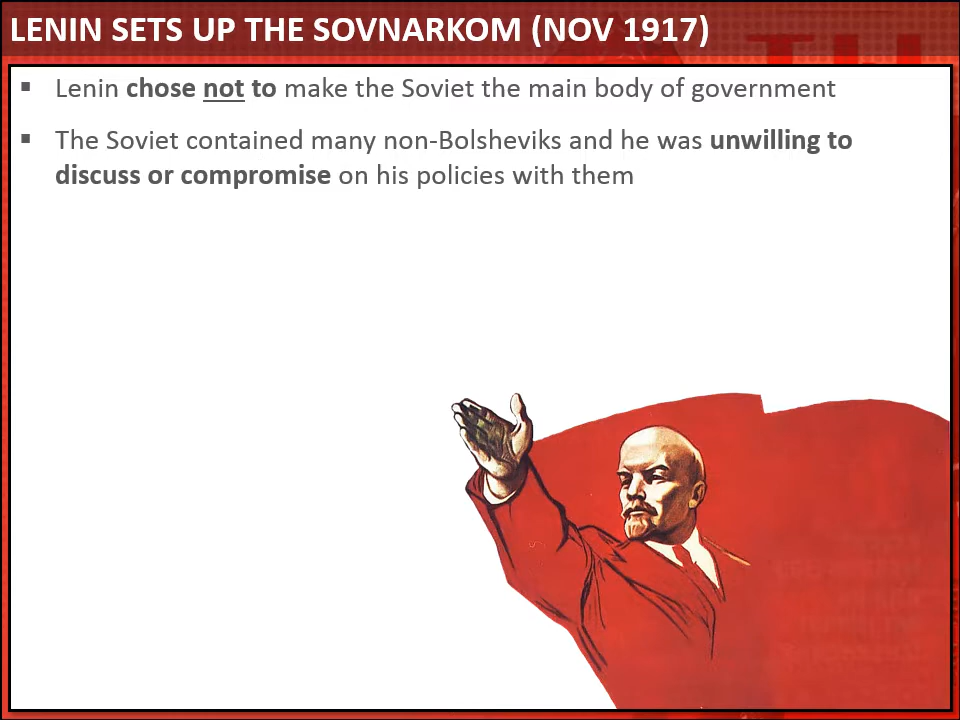 LENIN SETS UP THE SOVNARKOM (NOV 1917)
▪ Lenin chose not to make the Soviet the main body of government
▪ The Soviet contained many non-Bolsheviks and he was unwilling to
discuss or compromise on his policies with them